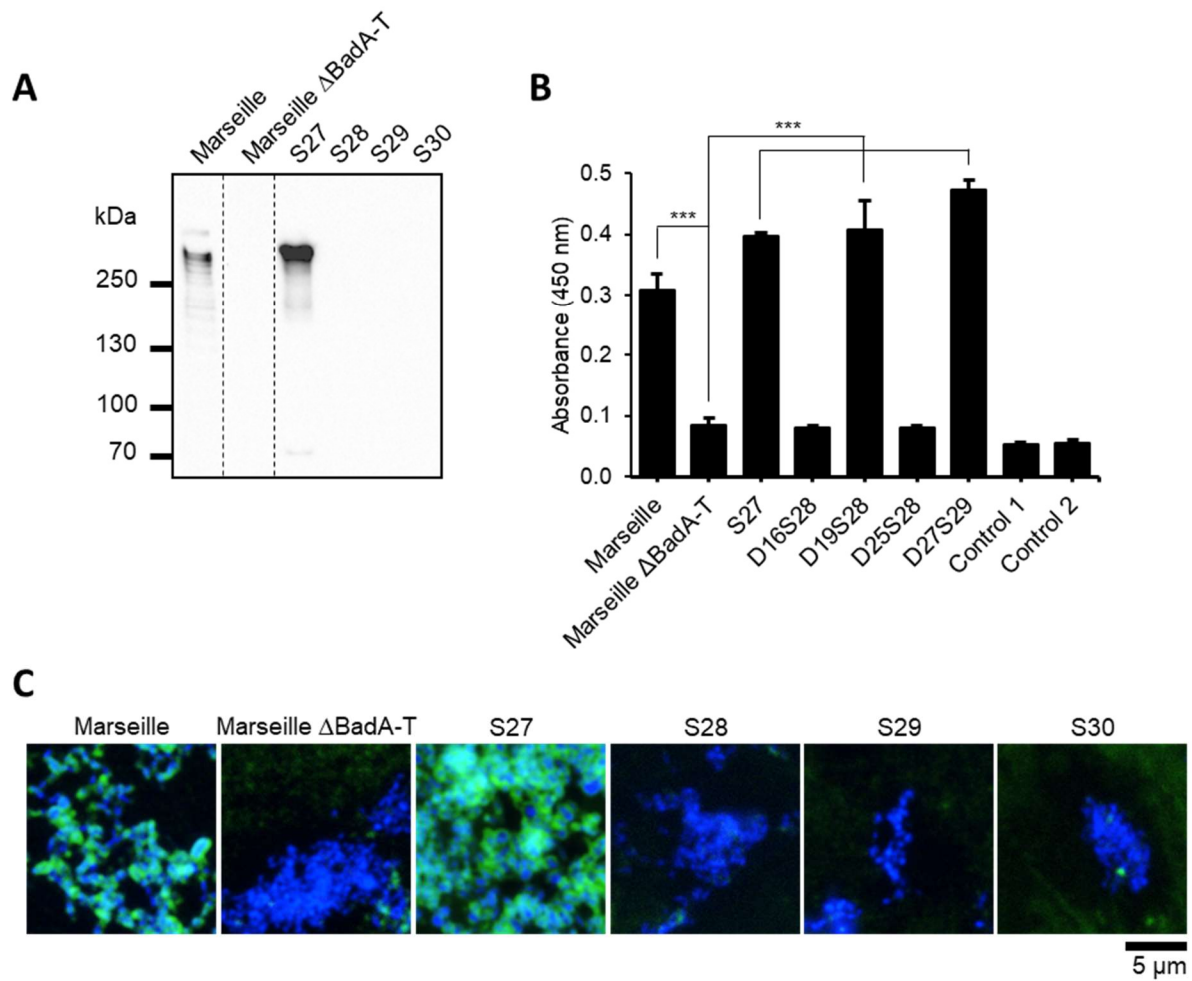 A
Marseille
Marseille ΔBadA-T
S27
S28
S29
S30
kDa
250
130
100
70
B
***
***
Absorbance (450 nm)
0.5
0.4
0.3
0.2
0.1
0.0
Marseille
Marseille ΔBadA-T
S27
D16S28
D19S28
D25S28
D27S29
Control 1
Control 2
C
Marseille
Marseille ΔBadA-T
S27
S28
S29
S30
5 µm